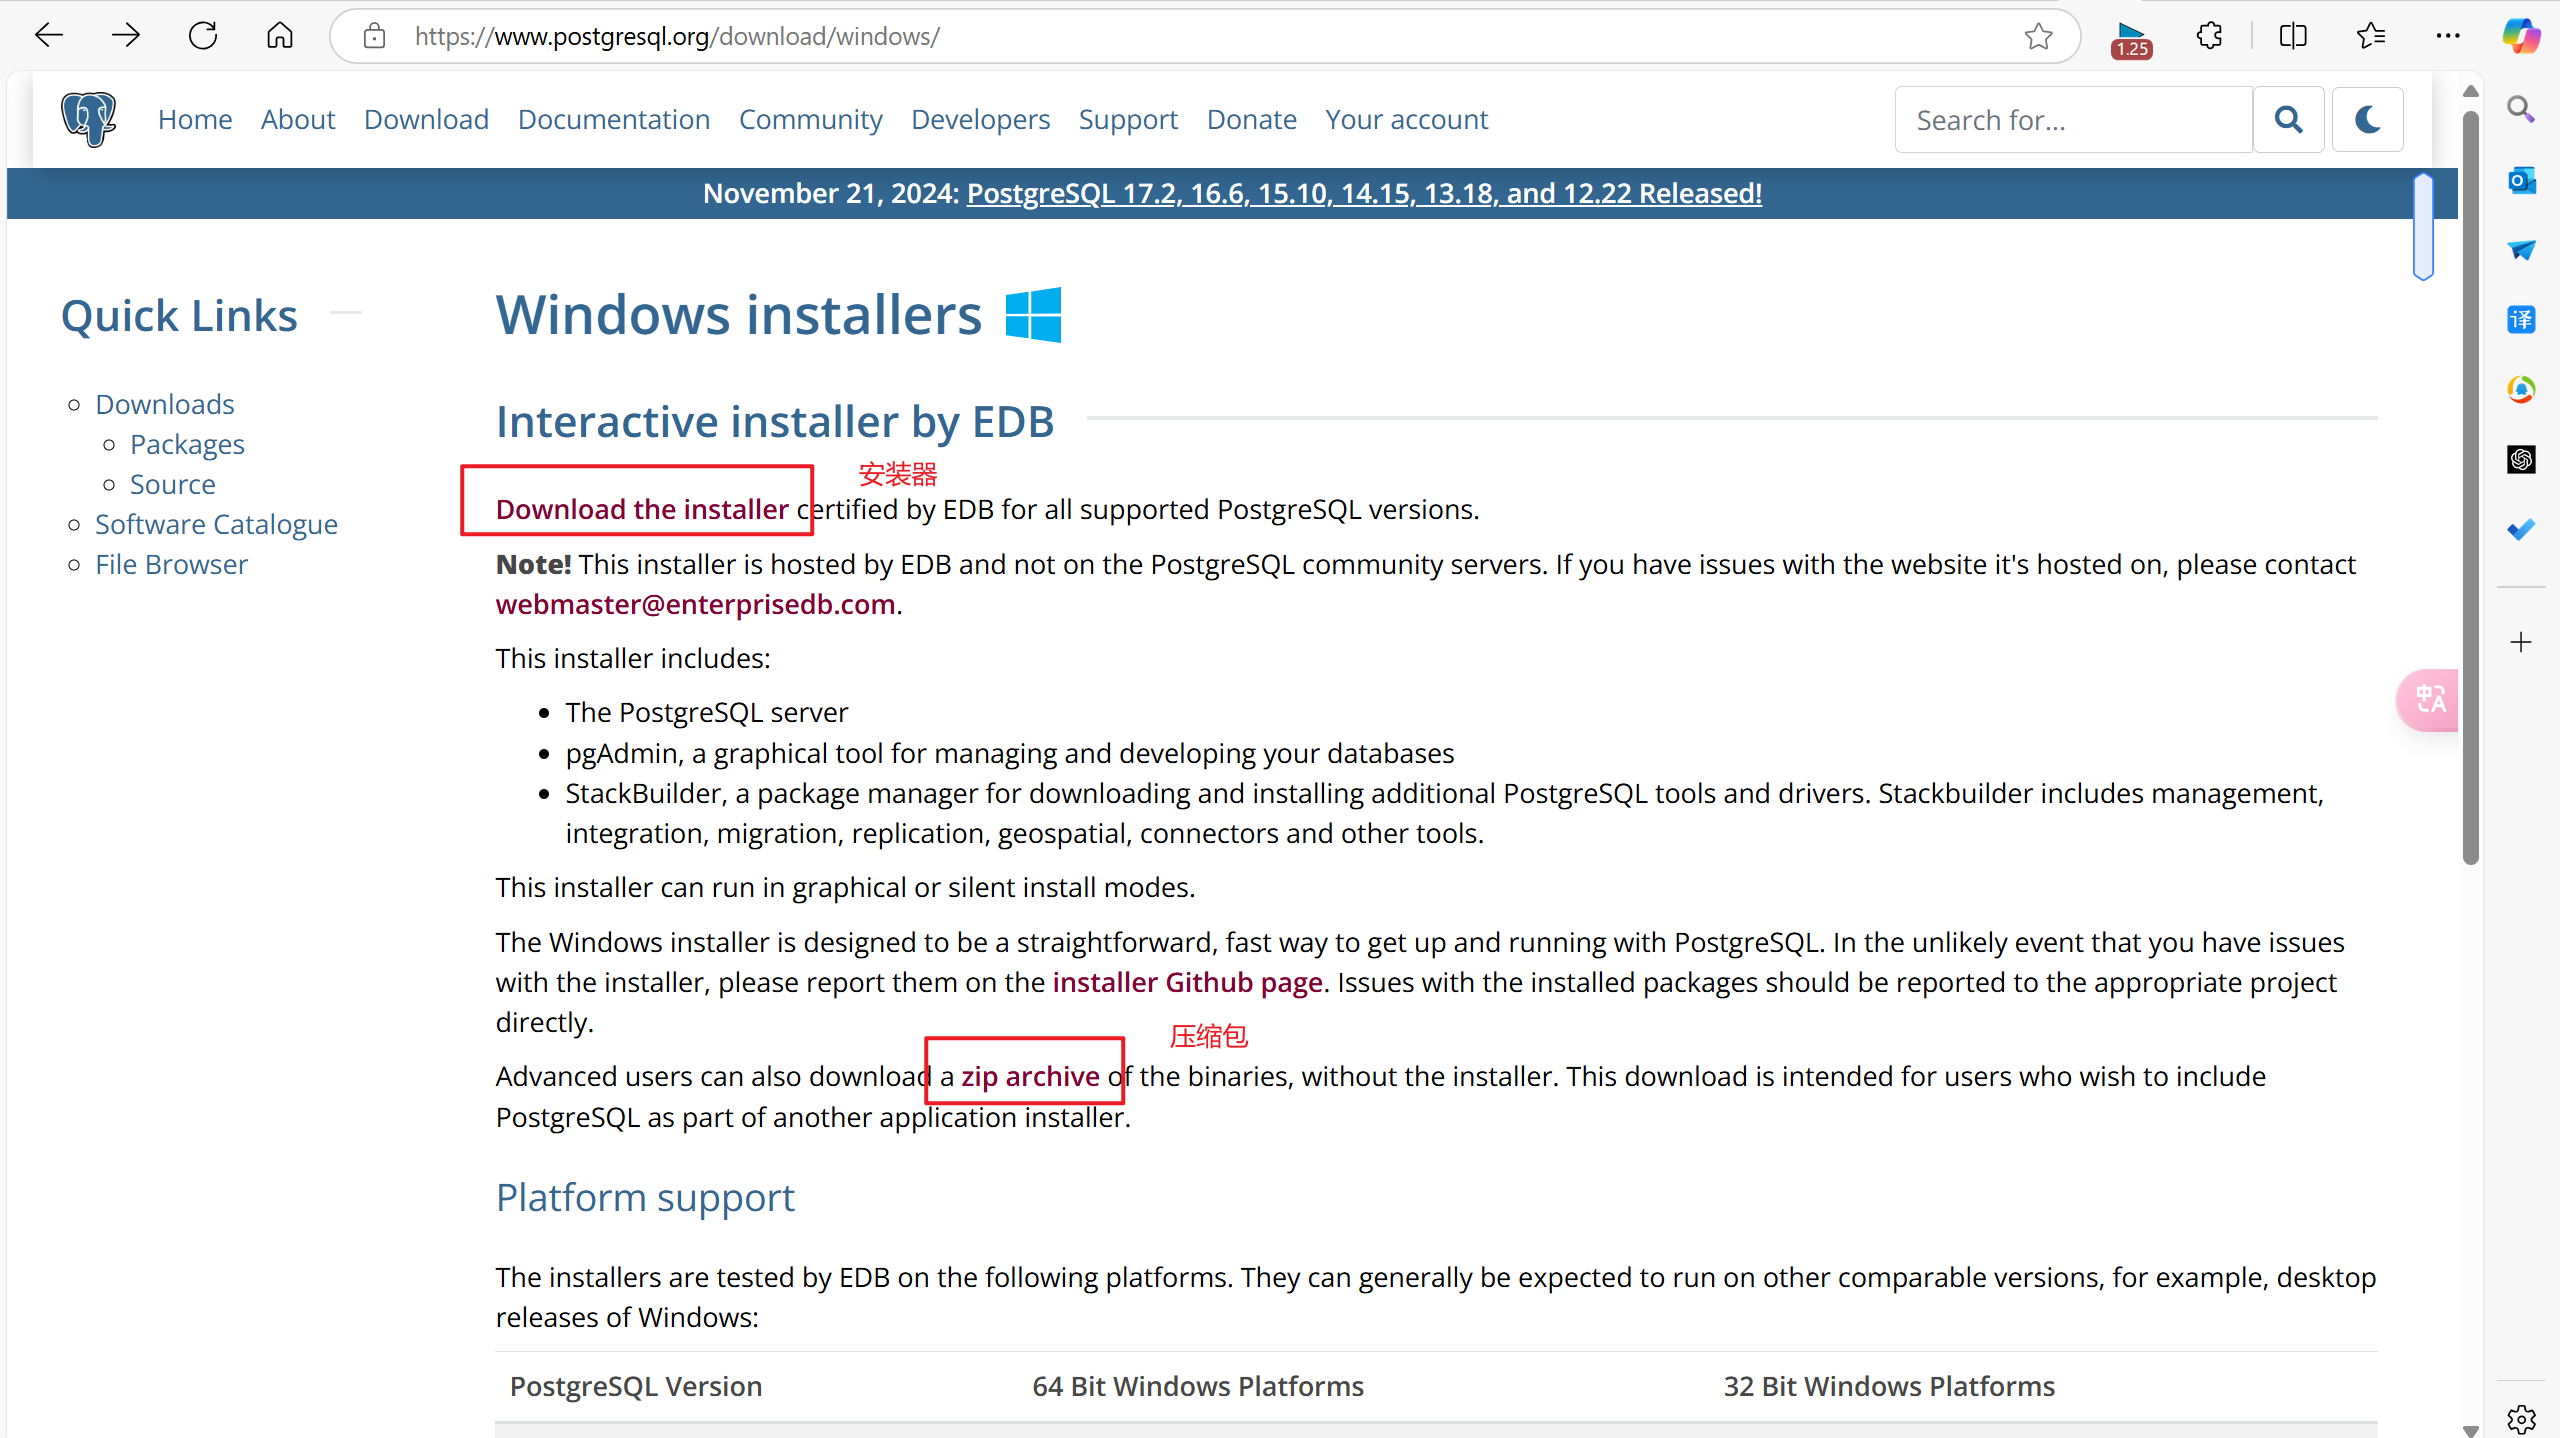 https://www.postgresql.org/download/windows/
1.25
Home About Download Documentation Community Developers Support Donate Your account
Search for...
November 21, 2024: PostgreSQL 17.2, 16.6, 15.10, 14.15, 13.18, and 12.22 Released!
Quick Links
Downloads
Packages
Source
Software Catalogue
File Browser
Windows installers
Interactive installer by EDB
安装器
Download the installer certified by EDB for all supported PostgreSQL versions.
Note! This installer is hosted by EDB and not on the PostgreSQL community servers. If you have issues with the website it's hosted on, please contact
webmaster@enterprisedb.com.
This installer includes:
The PostgreSQL server
pgAdmin, a graphical tool for managing and developing your databases
StackBuilder, a package manager for downloading and installing additional PostgreSQL tools and drivers. Stackbuilder includes management,
integration, migration, replication, geospatial, connectors and other tools.
This installer can run in graphical or silent install modes.
The Windows installer is designed to be a straightforward, fast way to get up and running with PostgreSQL. In the unlikely event that you have issues
with the installer, please report them on the installer Github page. Issues with the installed packages should be reported to the appropriate project
directly.
压缩包
Advanced users can also download a zip archive of the binaries, without the installer. This download is intended for users who wish to include
PostgreSQL as part of another application installer.
Platform support
The installers are tested by EDB on the following platforms. They can generally be expected to run on other comparable versions, for example, desktop
releases of Windows:
PostgreSQL Version 64 Bit Windows Platforms 32 Bit Windows Platforms
译
中A